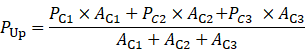 P_Up = (P_C1 × A_C1 + P_C2 × A_C2 + P_C3 × A_C3) / (A_C1 + A_C2 + A_C3)